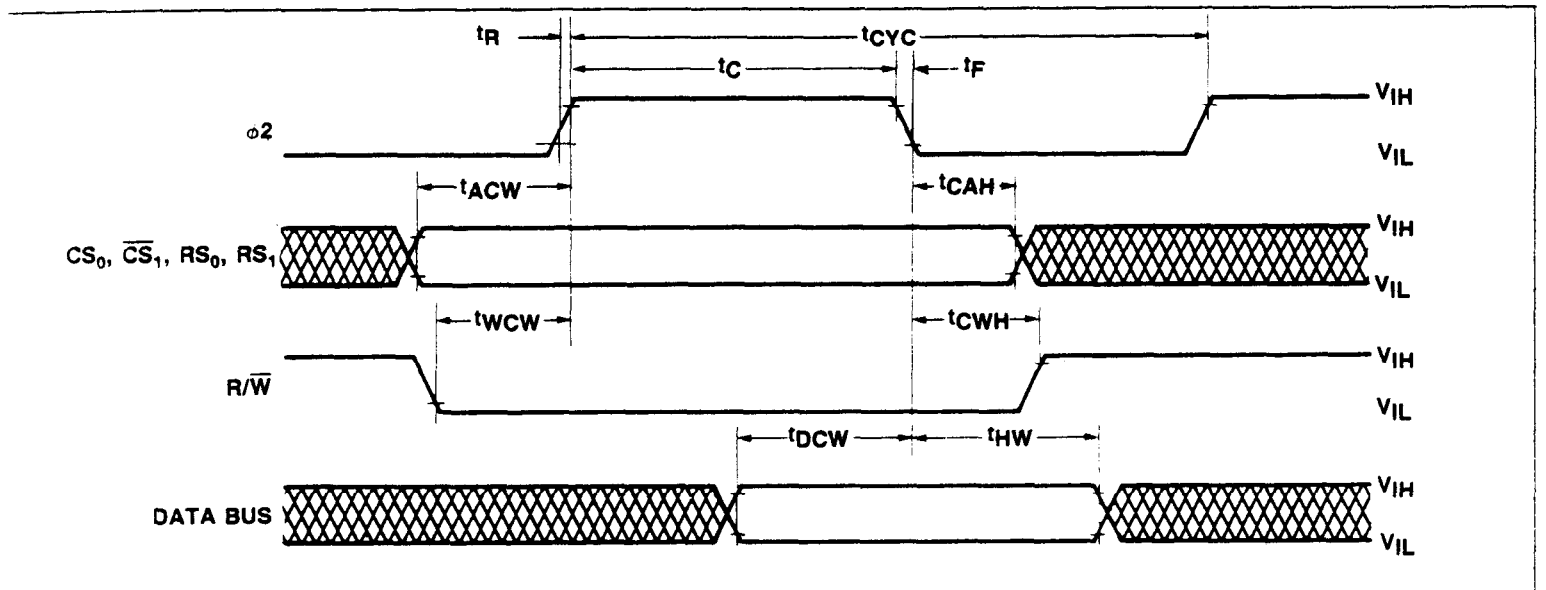 tR
tCYC
tC
tF
φ2
VIH
VIL
tACW
tCAH
CS₀, C̅S̅₁, RS₀, RS₁
VIH
VIL
tWCW
tCWH
R/W̅
VIH
VIL
tDCW
tHW
DATA BUS
VIH
VIL